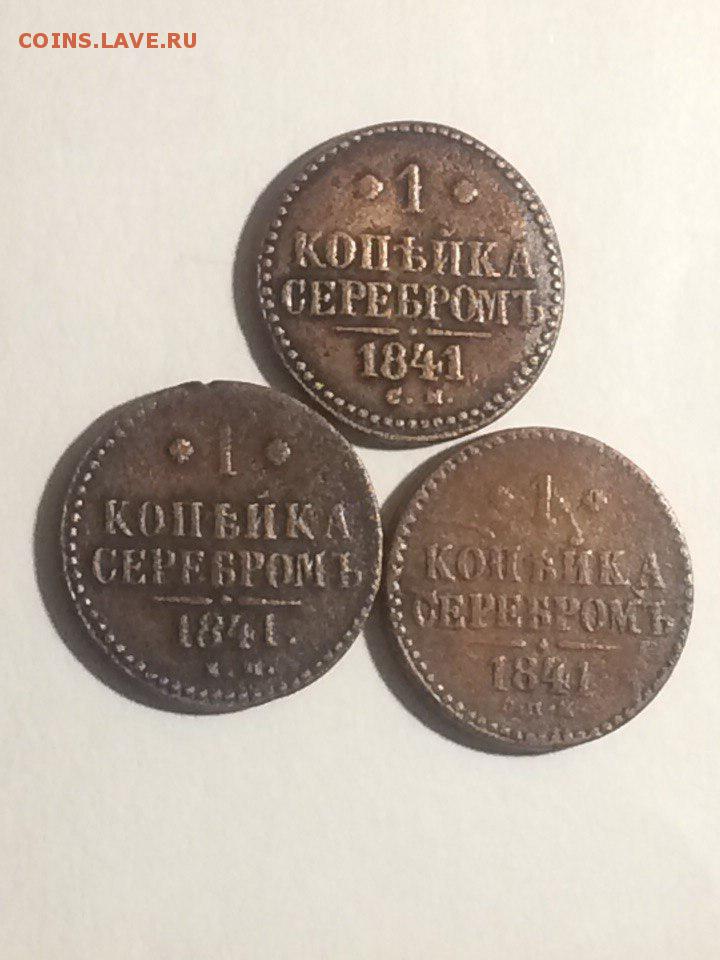 COINS.LAVE.RU
1
КОПѢЙКА
СЕРЕБРОМЪ
1841
С. М.
1
КОПѢЙКА
СЕРЕБРОМЪ
1841.
1
КОПѢЙКА
СЕРЕБРОМЪ
1841